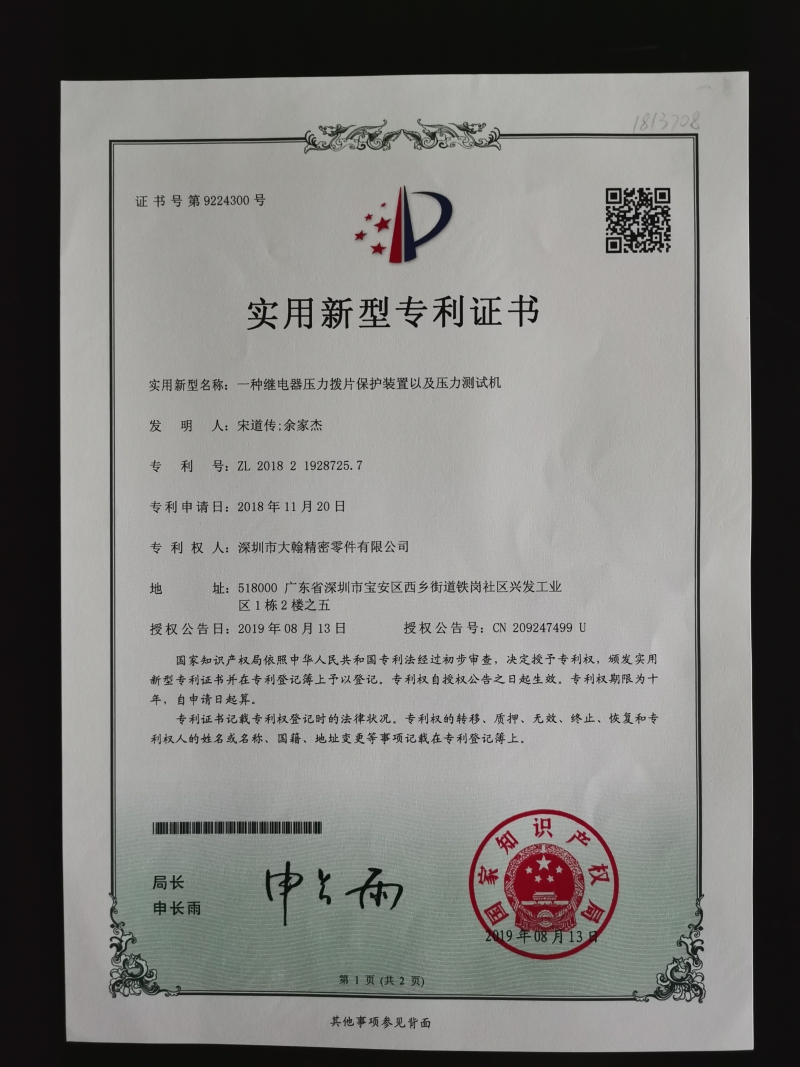 1813708
证书号第9224300号
实用新型专利证书
实用新型名称：一种继电器压力拨片保护装置以及压力测试机
发明人：宋道传;余家杰
专利号：ZL 2018 2 1928725.7
专利申请日：2018年11月20日
专利权人：深圳市大翰精密零件有限公司
地址：518000 广东省深圳市宝安区西乡街道铁岗社区兴发工业
区1栋2楼之五
授权公告日：2019年08月13日 授权公告号：CN 209247499 U
国家知识产权局依照中华人民共和国专利法经过初步审查，决定授予专利权，颁发实用
新型专利证书并在专利登记簿上予以登记。专利权自授权公告之日起生效。专利权期限为十
年，自申请日起算。
专利证书记载专利权登记时的法律状况。专利权的转移、质押、无效、终止、恢复和专
利权人的姓名或名称、国籍、地址变更等事项记载在专利登记簿上。
局长
申长雨
申长雨
国家知识产权局
2019年08月13日
第1页(共2页)
其他事项参见背面